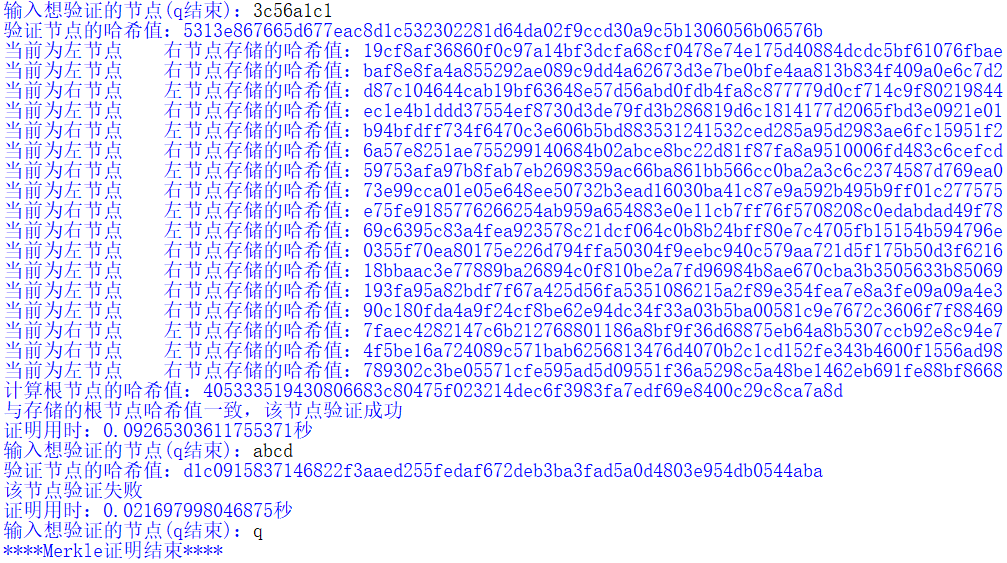 输入想验证的节点(q结束)：3c56a1c1
验证节点的哈希值：5313e867665d677eac8d1c532302281d64da02f9ccd30a9c5b1306056b06576b
当前为左节点    右节点存储的哈希值：19cf8af36860f0c97a14bf3dcfa68cf0478e74e175d40884dcdc5bf61076fbae
当前为左节点    右节点存储的哈希值：baf8e8fa4a855292ae089c9dd4a62673d3e7be0bfe4aa813b834f409a0e6c7d2
当前为右节点    左节点存储的哈希值：d87c104644cab19bf63648e57d56abd0fdb4fa8c877779d0cf714c9f80219844
当前为左节点    右节点存储的哈希值：ec1e4b1ddd37554ef8730d3de79fd3b286819d6c1814177d2065fbd3e0921e01
当前为右节点    左节点存储的哈希值：b94bfdff734f6470c3e606b5bd883531241532ced285a95d2983ae6fc15951f2
当前为左节点    右节点存储的哈希值：6a57e8251ae755299140684b02abce8bc22d81f87fa8a9510006fd483c6cefcd
当前为右节点    左节点存储的哈希值：59753afa97b8fab7eb2698359ac66ba861bb566cc0ba2a3c6c2374587d769ea0
当前为左节点    右节点存储的哈希值：73e99cca01e05e648ee50732b3ead16030ba41c87e9a592b495b9ff01c277575
当前为右节点    左节点存储的哈希值：e75fe9185776266254ab959a654883e0e11cb7ff76f5708208c0edabdad49f78
当前为右节点    左节点存储的哈希值：69c6395c83a4fea923578c21dcf064c0b8b24bff80e7c4705fb15154b594796e
当前为左节点    右节点存储的哈希值：0355f70ea80175e226d794ffa50304f9eebc940c579aa721d5f175b50d3f6216
当前为左节点    右节点存储的哈希值：18bbaac3e77889ba26894c0f810be2a7fd96984b8ae670cba3b3505633b85069
当前为左节点    右节点存储的哈希值：193fa95a82bdf7f67a425d56fa5351086215a2f89e354fea7e8a3fe09a09a4e3
当前为左节点    右节点存储的哈希值：90c180fda4a9f24cf8be62e94dc34f33a03b5ba00581c9e7672c3606f7f88469
当前为右节点    左节点存储的哈希值：7faec4282147c6b212768801186a8bf9f36d68875eb64a8b5307ccb92e8c94e7
当前为右节点    左节点存储的哈希值：4f5be16a724089c571bab6256813476d4070b2c1cd152fe343b4600f1556ad98
当前为右节点    左节点存储的哈希值：789302c3be05571cfe595ad5d09551f36a5298c5a48be1462eb691fe88bf8668
计算根节点的哈希值：405333519430806683c80475f023214dec6f3983fa7edf69e8400c29c8ca7a8d
与存储的根节点哈希值一致，该节点验证成功
证明用时：0.09265303611755371秒
输入想验证的节点(q结束)：abcd
验证节点的哈希值：d1c0915837146822f3aaed255fedaf672deb3ba3fad5a0d4803e954db0544aba
该节点验证失败
证明用时：0.021697998046875秒
输入想验证的节点(q结束)：q
****Merkle证明结束****